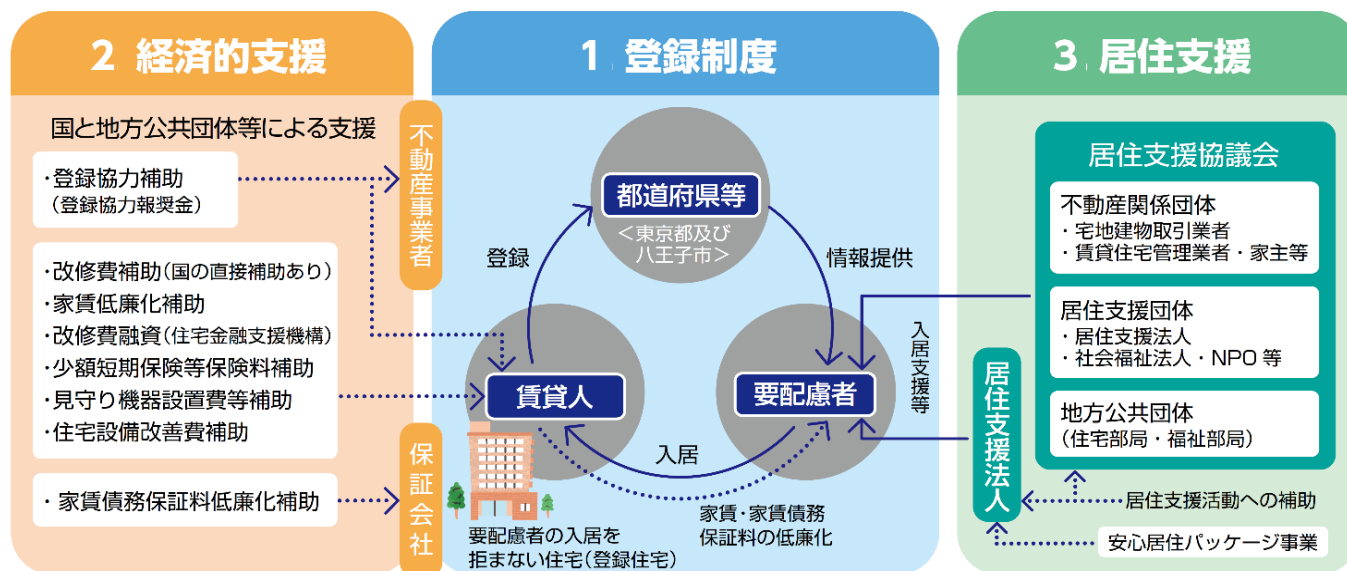 2 経済的支援
国と地方公共団体等による支援
・登録協力補助
(登録協力報奨金)
・改修費補助(国の直接補助あり)
・家賃低廉化補助
・改修費融資(住宅金融支援機構)
・少額短期保険等保険料補助
・見守り機器設置費等補助
・住宅設備改善費補助
・家賃債務保証料低廉化補助
不動産事業者
保証会社
1 登録制度
都道府県等
<東京都及び
八王子市>
登録
情報提供
賃貸人
要配慮者
入居
要配慮者の入居を
拒まない住宅(登録住宅)
家賃・家賃債務
保証料の低廉化
入居支援等
3 居住支援
居住支援協議会
不動産関係団体
・宅地建物取引業者
・賃貸住宅管理業者・家主等
居住支援団体
・居住支援法人
・社会福祉法人・NPO 等
地方公共団体
(住宅部局・福祉部局)
居住支援法人
居住支援活動への補助
安心居住パッケージ事業